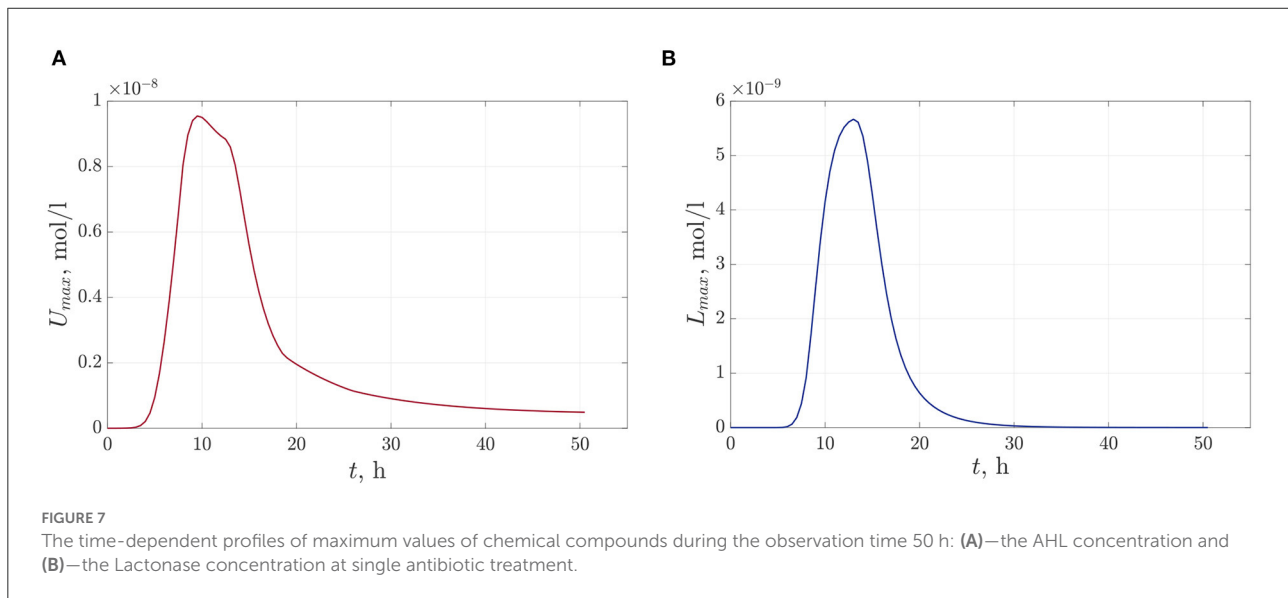 A
×10⁻⁸
1
0.8
0.6
0.4
0.2
0
U_max, mol/l
0 10 20 30 40 50
t, h
B
×10⁻⁹
6
5
4
3
2
1
0
L_max, mol/l
0 10 20 30 40 50
t, h
FIGURE 7
The time-dependent profiles of maximum values of chemical compounds during the observation time 50 h: (A)—the AHL concentration and
(B)—the Lactonase concentration at single antibiotic treatment.